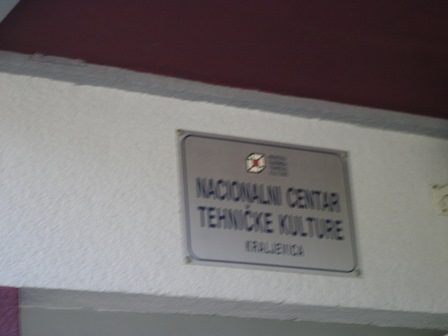 NACIONALNI CENTAR
TEHNIČKE KULTURE
KRALJEVICA